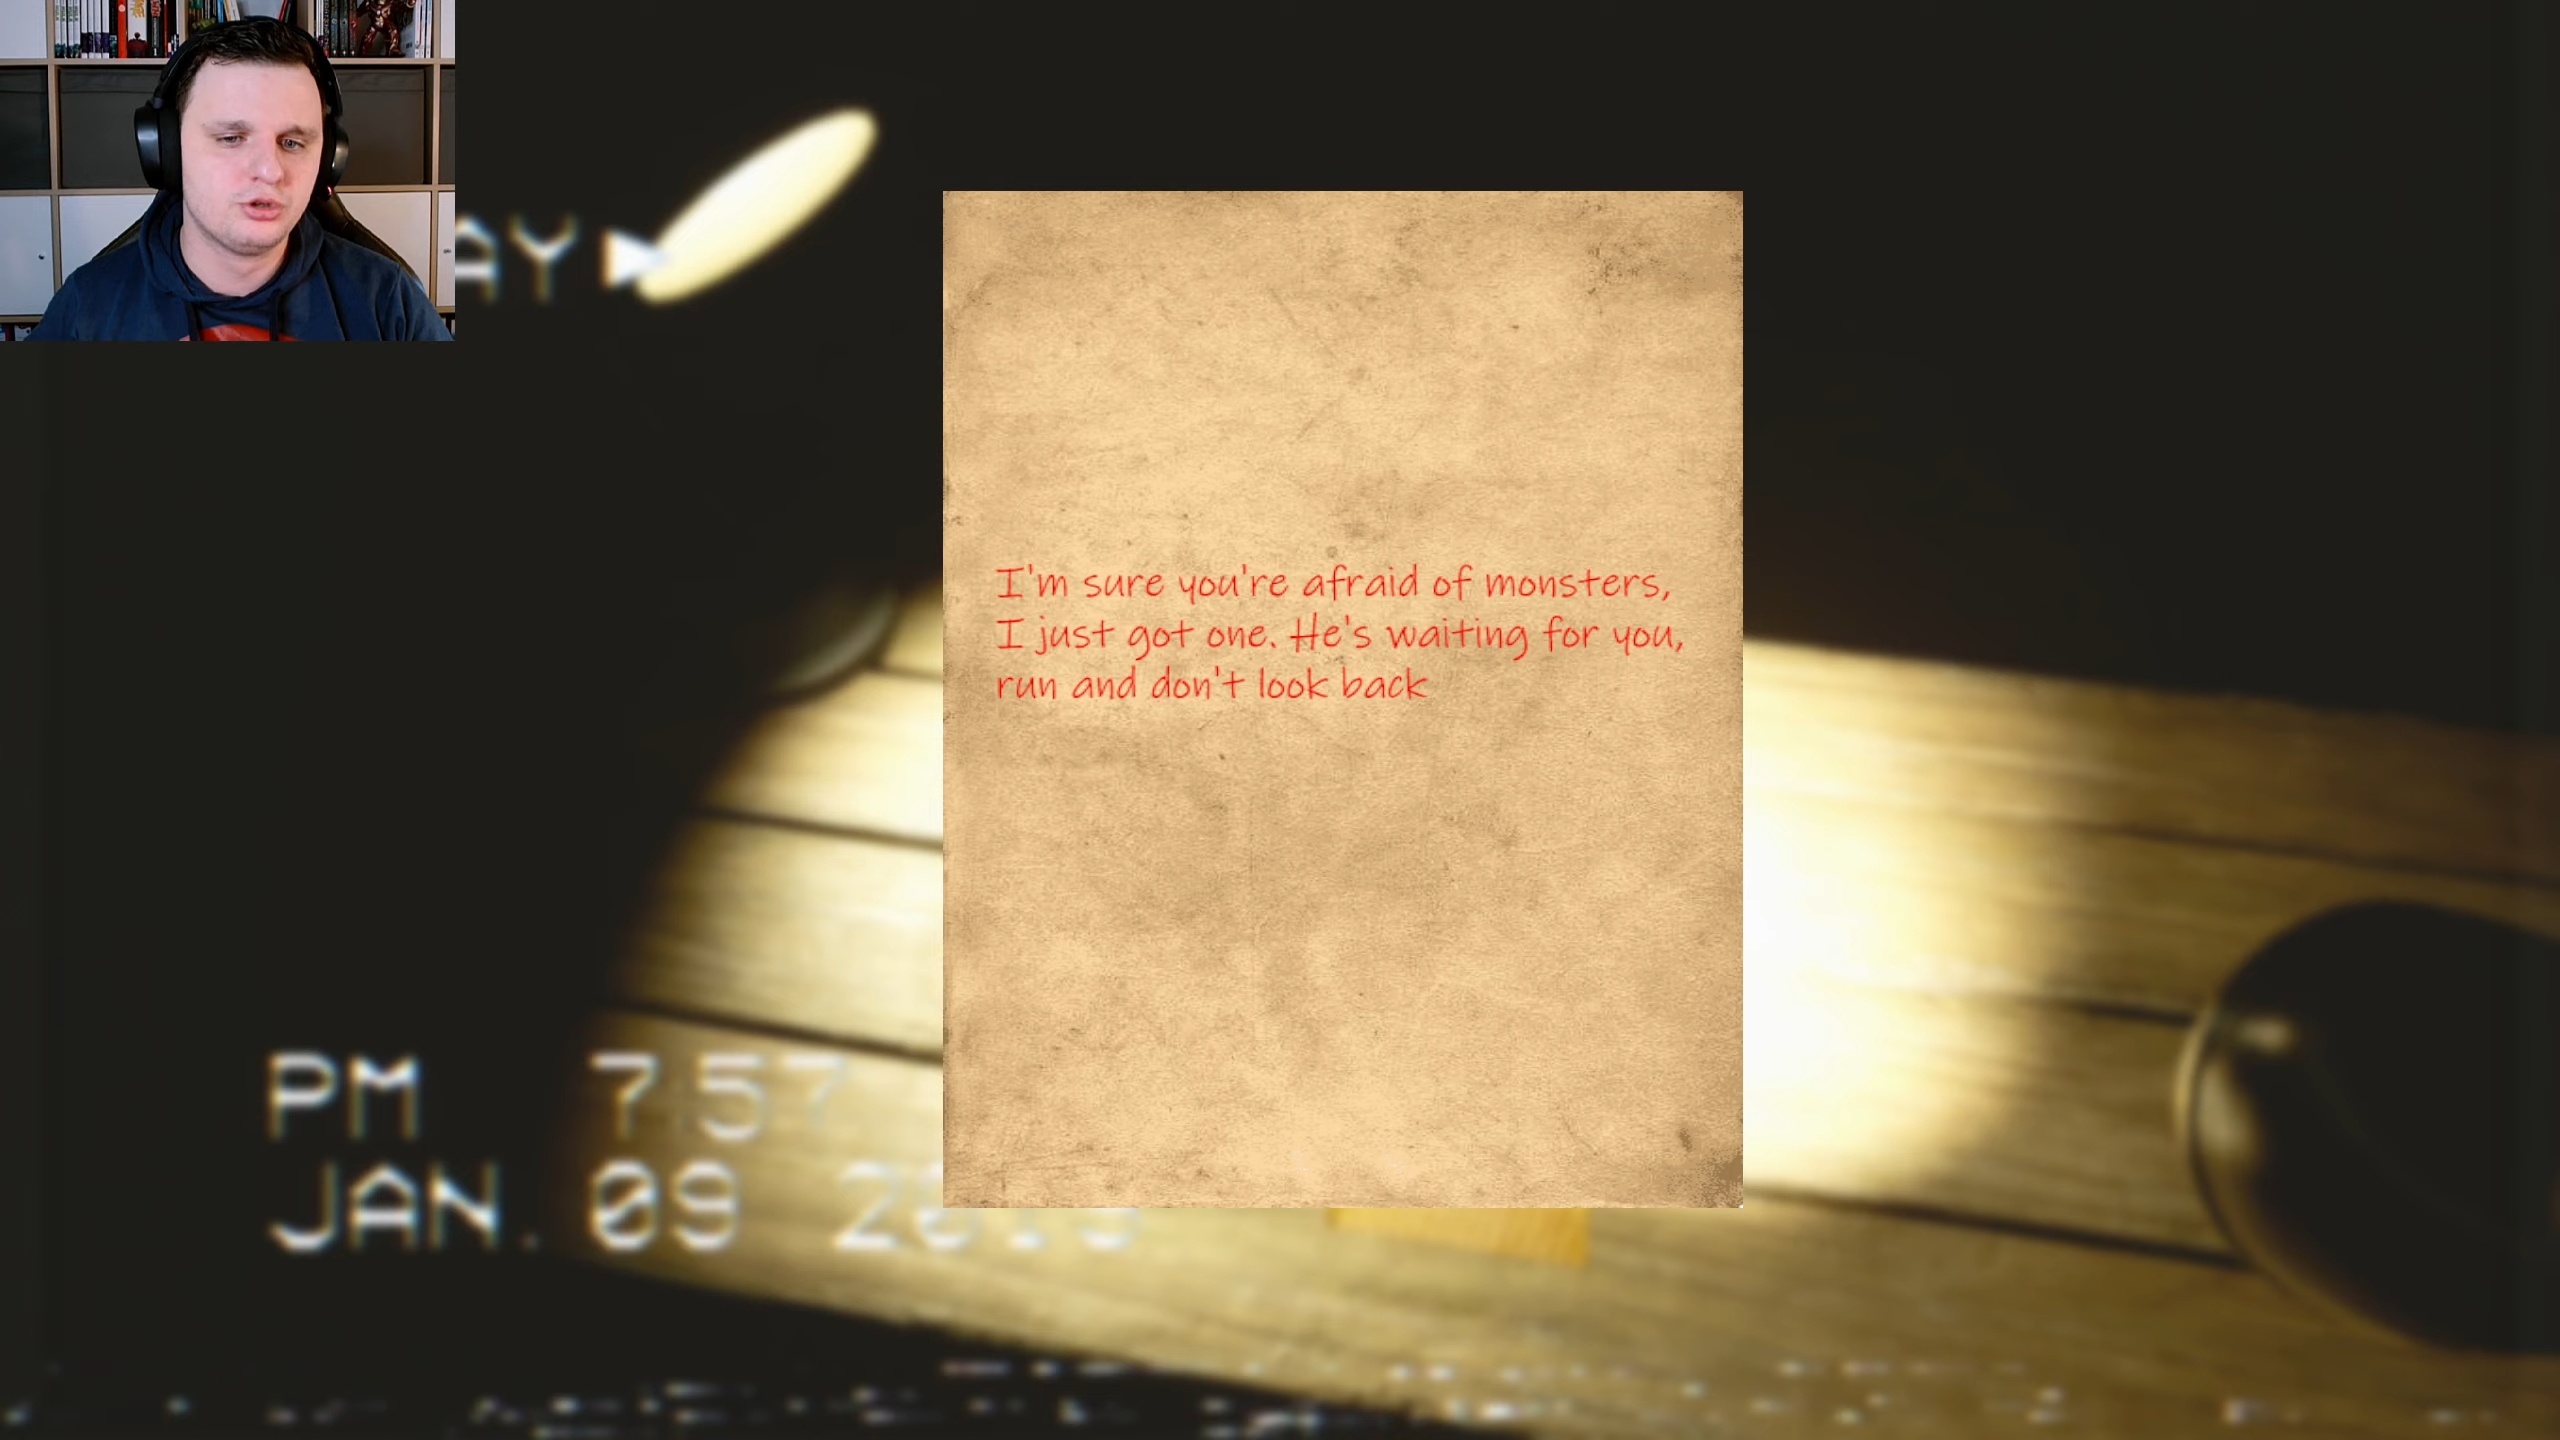 AY
I'm sure you're afraid of monsters,
I just got one. He's waiting for you,
run and don't look back
PM 7:57
JAN. 09